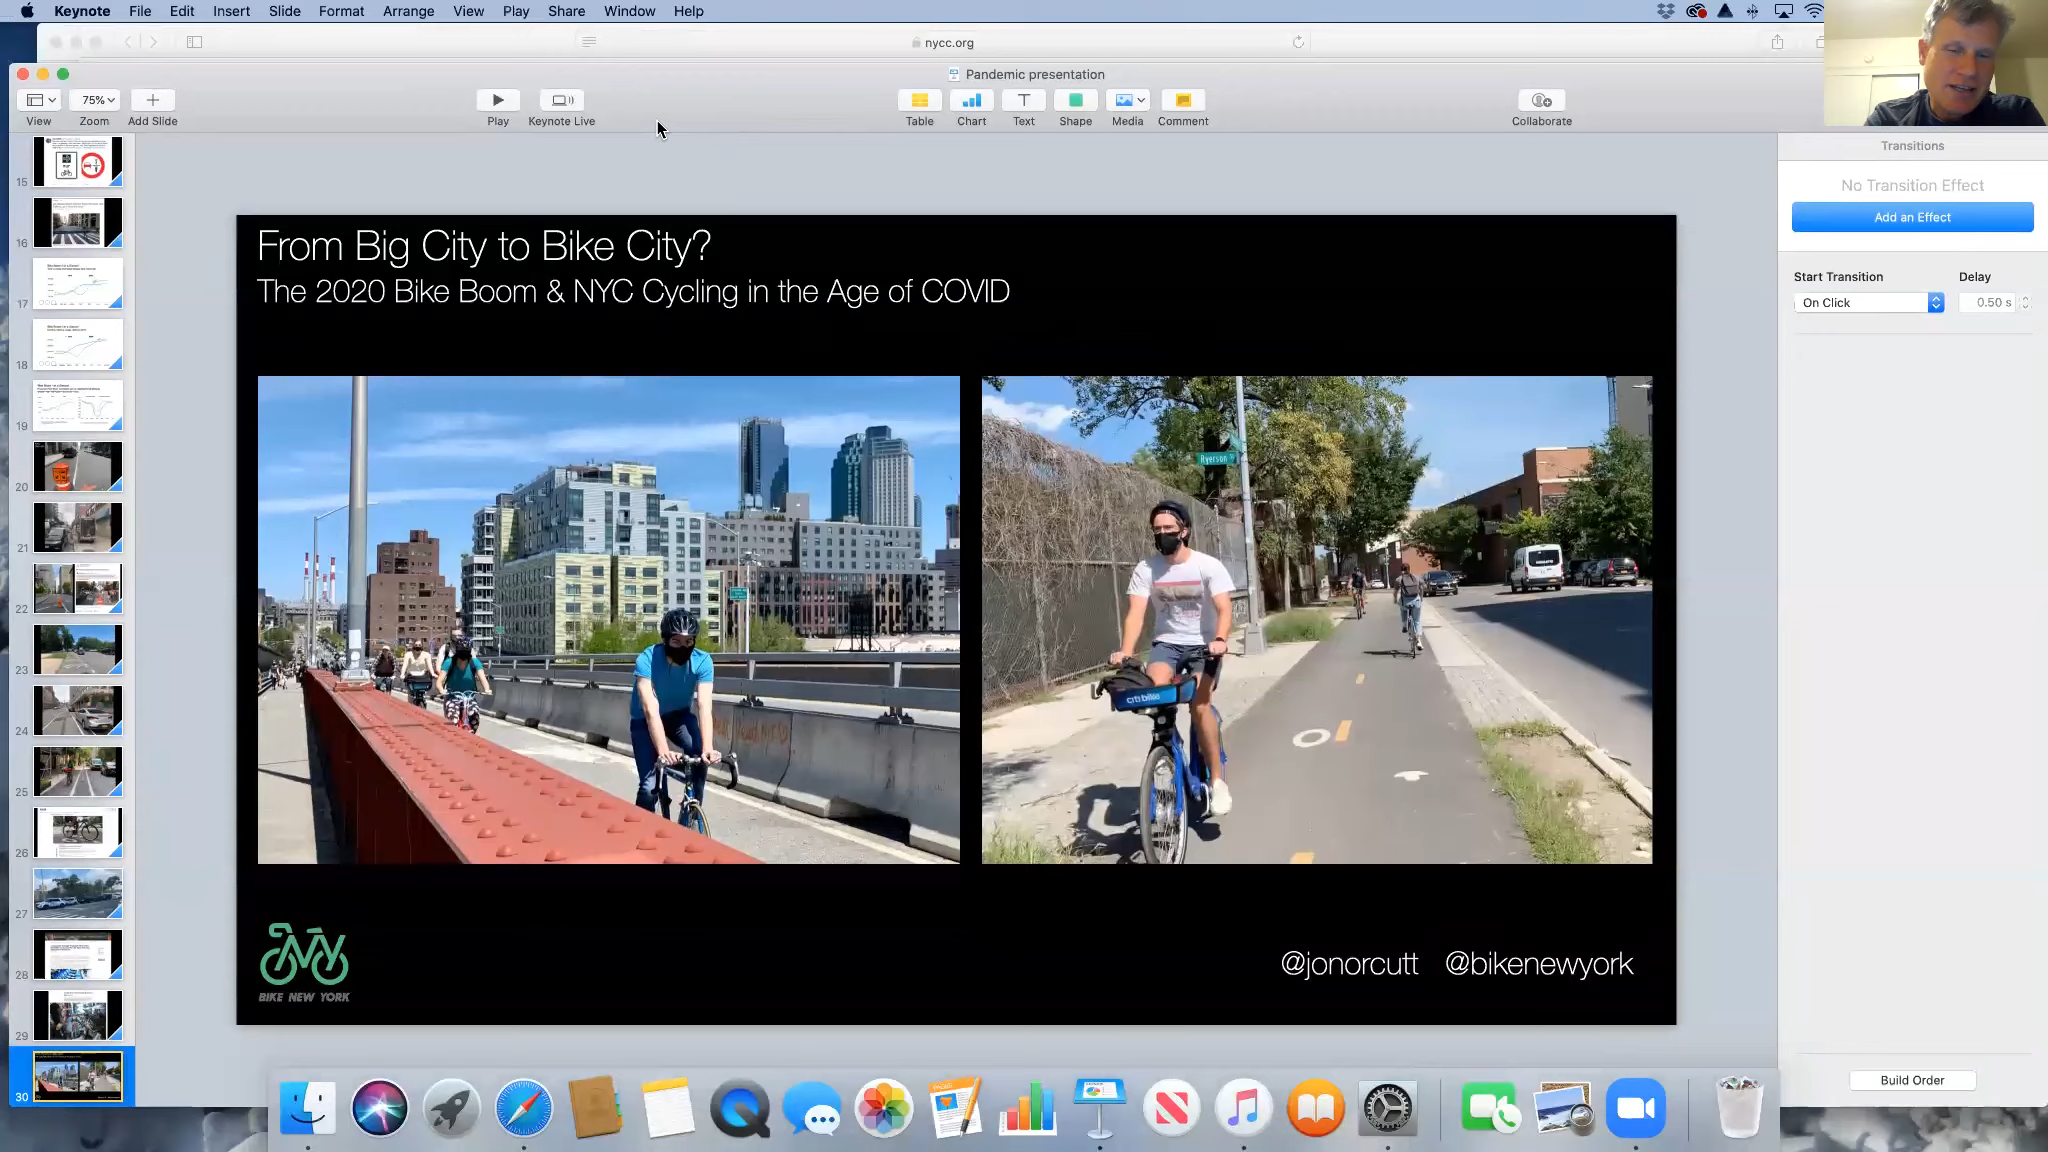 Keynote File Edit Insert Slide Format Arrange View Play Share Window Help
nycc.org
Pandemic presentation
75%
View Zoom Add Slide Play Keynote Live Table Chart Text Shape Media Comment Collaborate
Transitions
No Transition Effect
Add an Effect
Start Transition Delay
On Click 0.50 s
Build Order
15
16
17
18
19
20
21
22
23
24
25
26
27
28
29
30
From Big City to Bike City?
The 2020 Bike Boom & NYC Cycling in the Age of COVID
Ryerson
citi bike
BIKE NEW YORK
@jonorcutt @bikenewyork